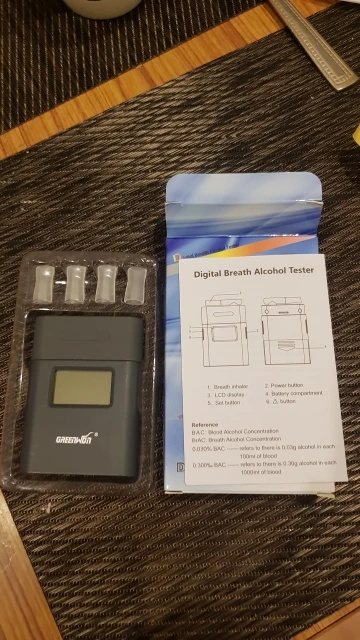 GREENWON
Digital Breath Alcohol Tester
1. Breath inhaler 2. Power button
3. LCD display 4. Battery compartment
5. Set button 6. △ button
Reference
BAC: Blood Alcohol Concentration
BrAC: Breath Alcohol Concentration
0.030% BAC —— refers to there is 0.03g alcohol in each
100ml of blood
0.300‰ BAC —— refers to there is 0.30g alcohol in each
1000ml of blood